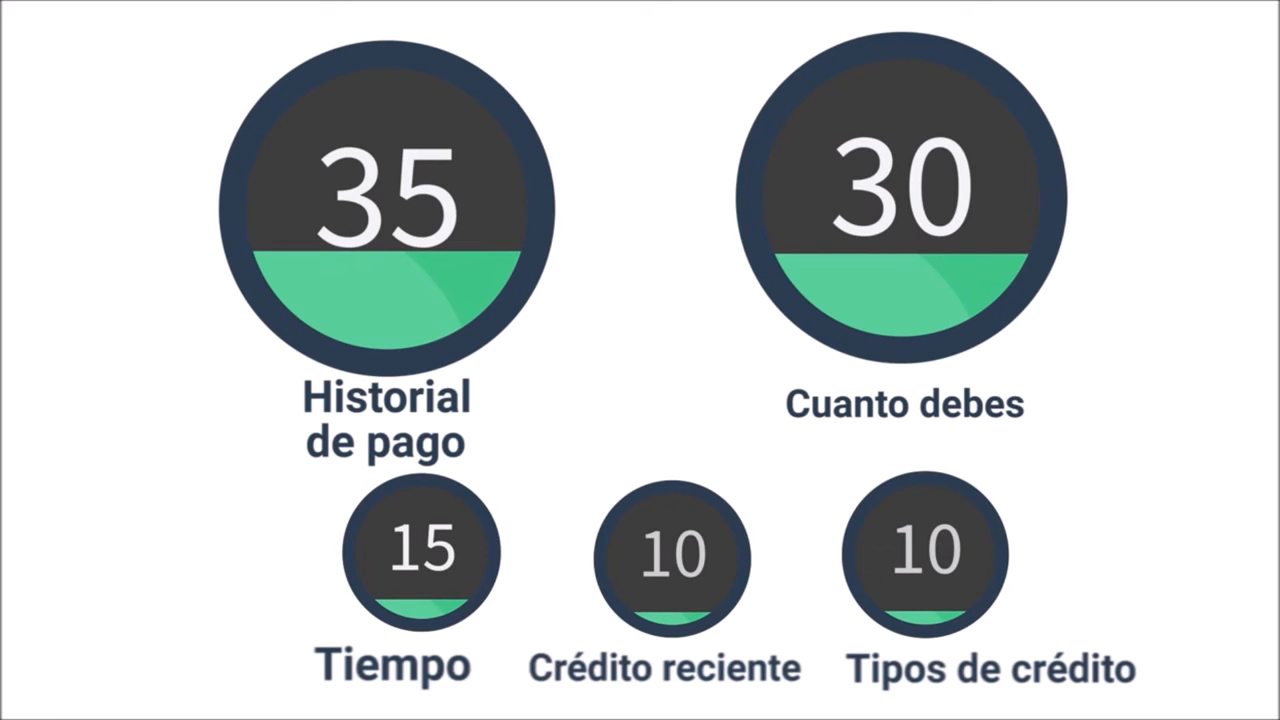 35
30
Historial
de pago
Cuanto debes
15
10
10
Tiempo
Crédito reciente
Tipos de crédito